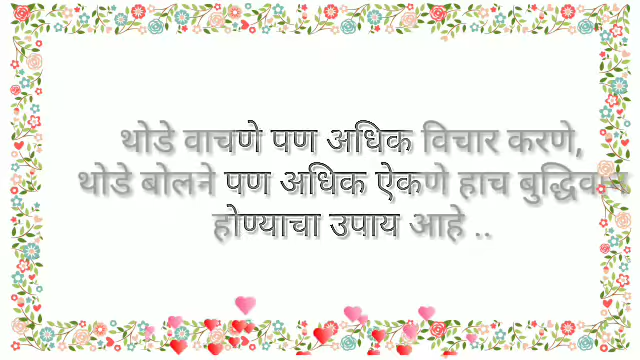 थोडे वाचणे पण अधिक विचार करणे,
थोडे बोलने पण अधिक ऐकणे हाच
होण्याचा उपाय आहे ..